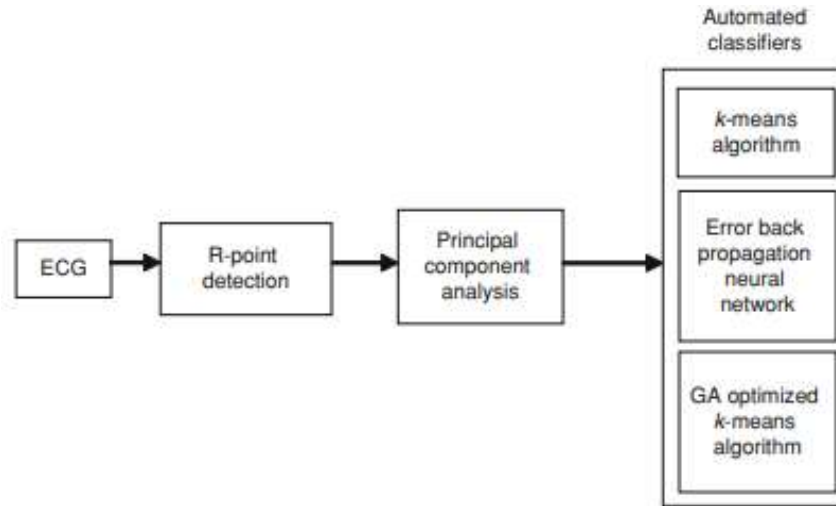 Automated
classifiers
k-means
algorithm
Error back
propagation
neural
network
GA optimized
k-means
algorithm
ECG
R-point
detection
Principal
component
analysis